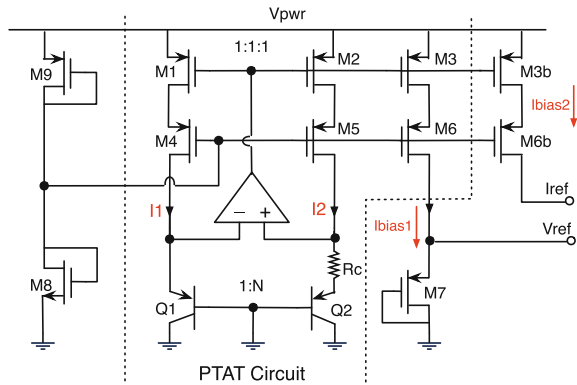 Vpwr
1:1:1
M9 M1 M2 M3 M3b
Ibias2
M4 M5 M6 M6b
Iref
I1 − + I2 Ibias1 Vref
Rc
M8 1:N M7
Q1 Q2
PTAT Circuit